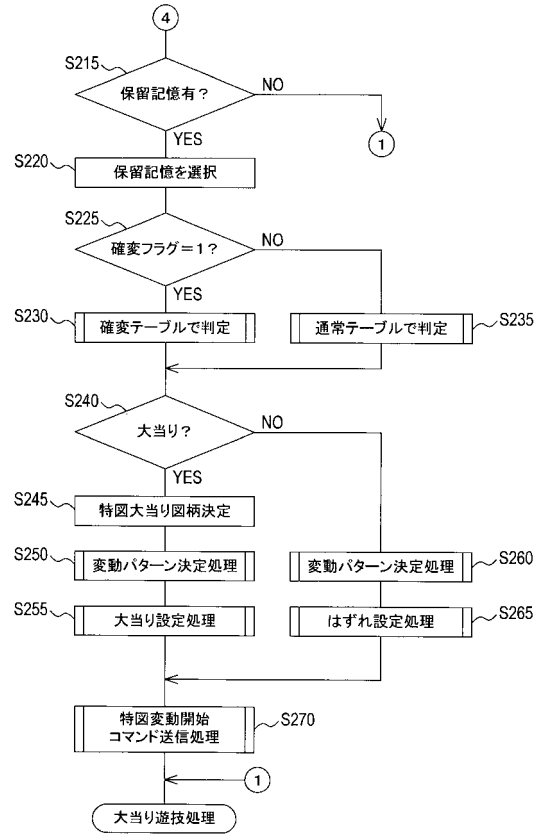 4
S215
保留記憶有？
NO
YES
1
S220
保留記憶を選択
S225
確変フラグ＝1？
NO
YES
S230
確変テーブルで判定
通常テーブルで判定
S235
S240
大当り？
NO
YES
S245
特図大当り図柄決定
S250
変動パターン決定処理
変動パターン決定処理
S260
S255
大当り設定処理
はずれ設定処理
S265
特図変動開始
コマンド送信処理
S270
1
大当り遊技処理